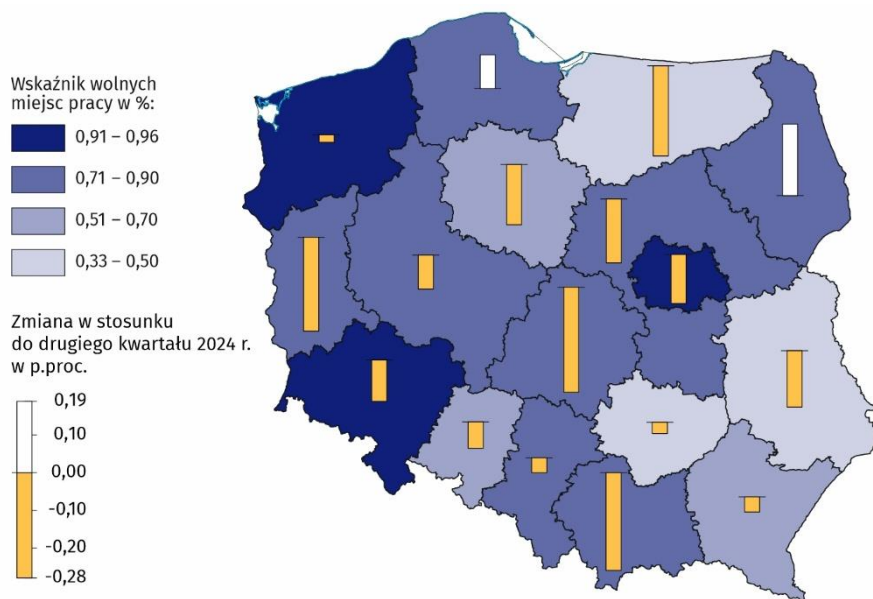 Wskaźnik wolnych
miejsc pracy w %:
0,91 – 0,96
0,71 – 0,90
0,51 – 0,70
0,33 – 0,50
Zmiana w stosunku
do drugiego kwartału 2024 r.
w p.proc.
0,19
0,10
0,00
-0,10
-0,20
-0,28